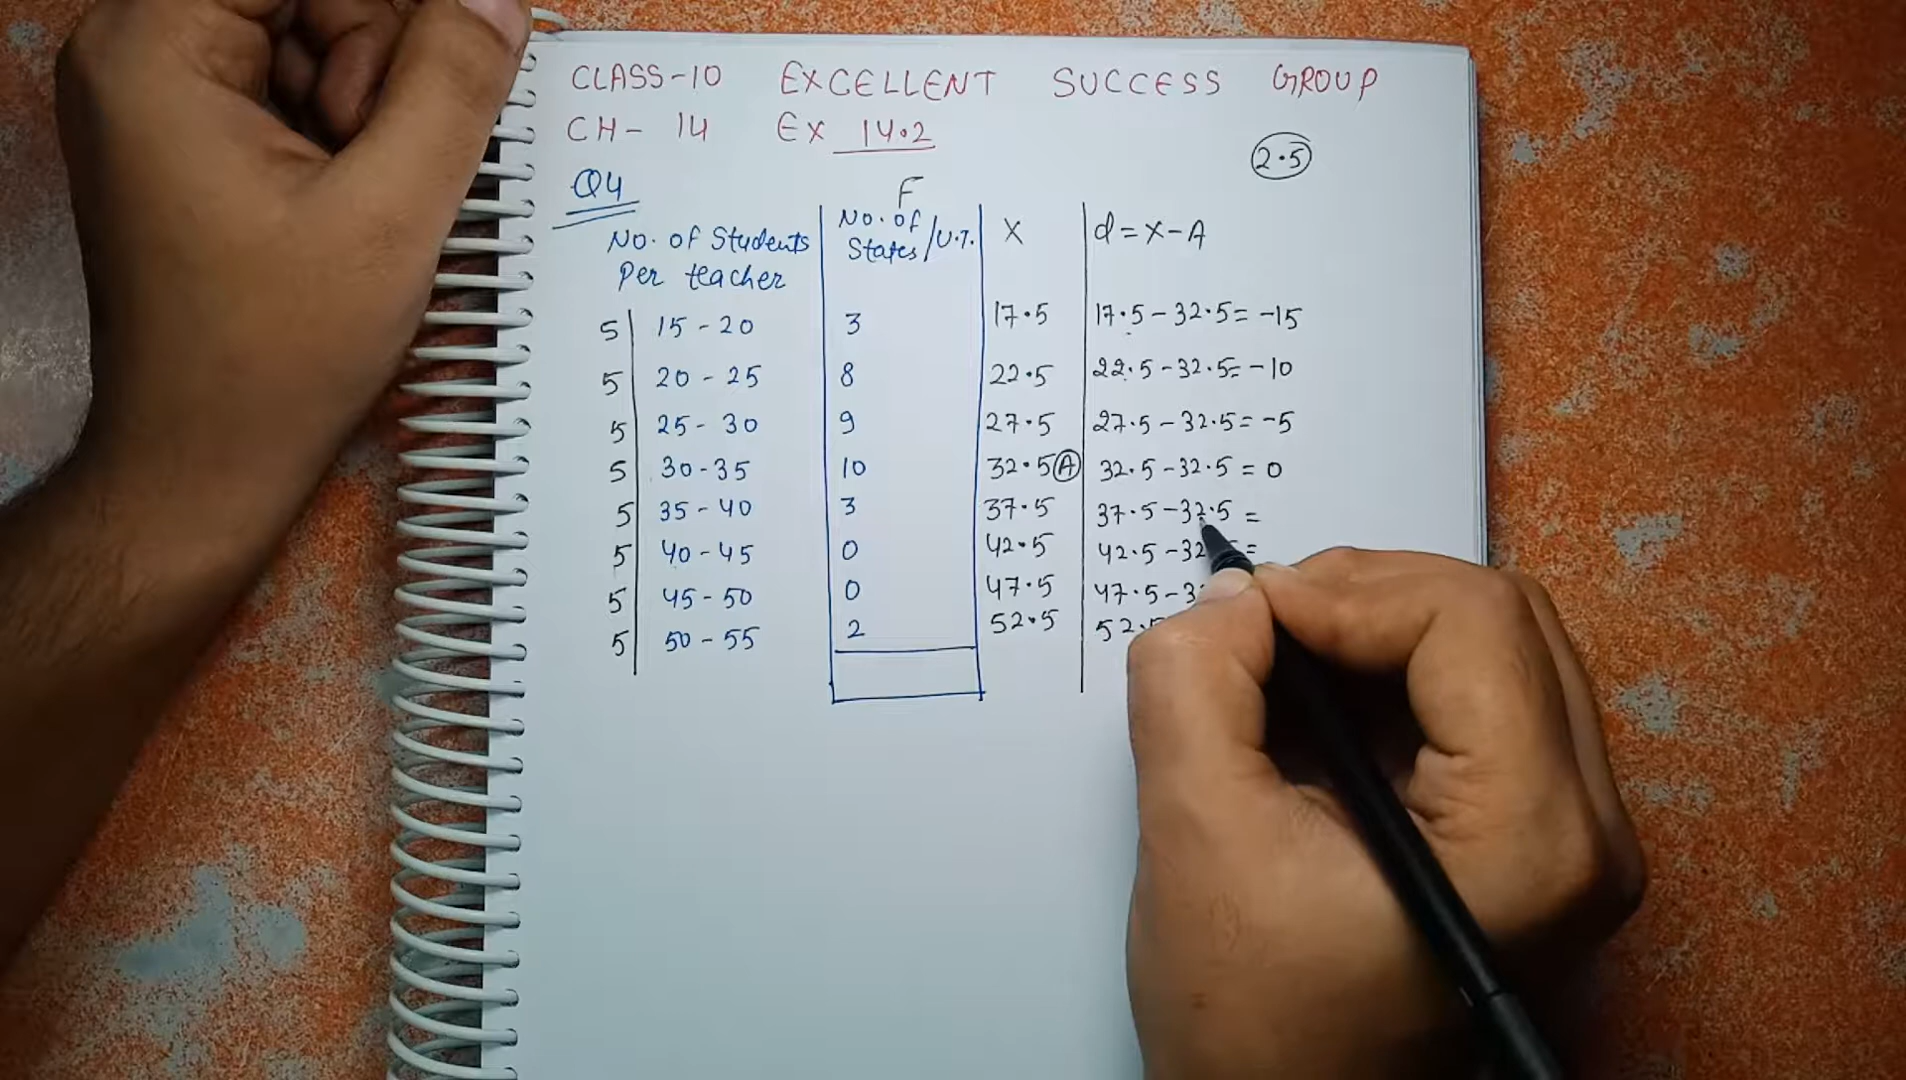 CLASS-10 EXCELLENT SUCCESS GROUP
CH- 14 EX 14.2
2.5
Q4
No. of Students Per teacher
F
No. of States/U.T.
X
d = x - A
5 15 - 20 3 17.5 17.5 - 32.5 = -15
5 20 - 25 8 22.5 22.5 - 32.5 = -10
5 25 - 30 9 27.5 27.5 - 32.5 = -5
5 30 - 35 10 32.5 A 32.5 - 32.5 = 0
5 35 - 40 3 37.5 37.5 - 32.5 =
5 40 - 45 0 42.5 42.5 - 32 =
5 45 - 50 0 47.5 47.5 -
5 50 - 55 2 52.5